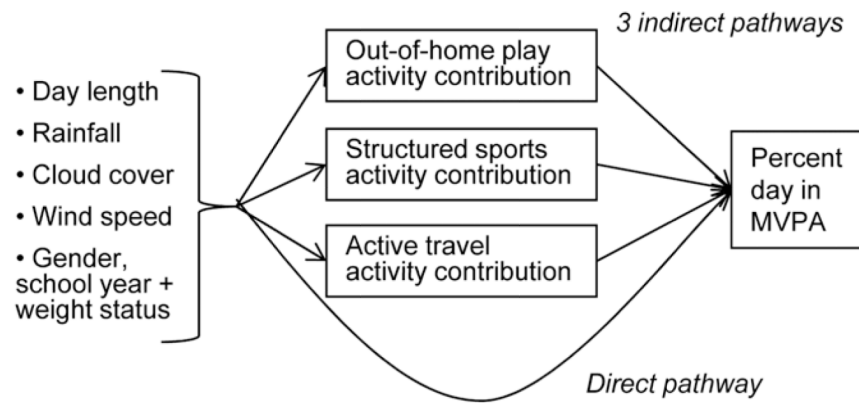 3 indirect pathways
• Day length
• Rainfall
• Cloud cover
• Wind speed
• Gender,
school year +
weight status
Out-of-home play
activity contribution
Structured sports
activity contribution
Active travel
activity contribution
Percent
day in
MVPA
Direct pathway